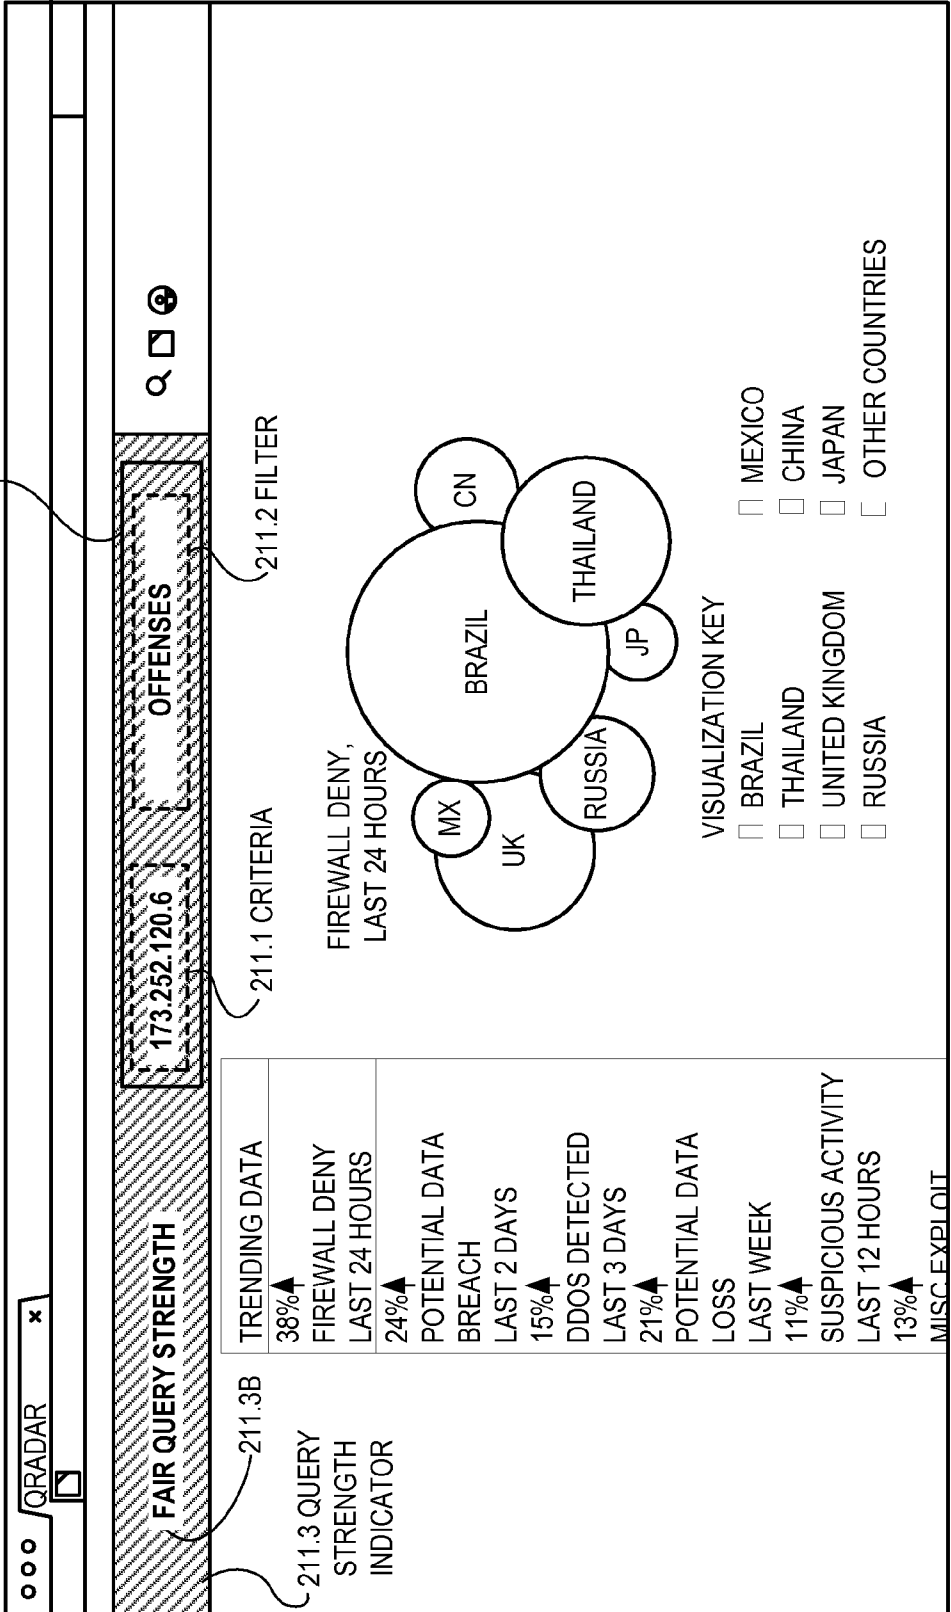 QRADAR
×
FAIR QUERY STRENGTH
173.252.120.6
OFFENSES
211.3B
211.3 QUERY
STRENGTH
INDICATOR
211.1 CRITERIA
211.2 FILTER
TRENDING DATA
38%
FIREWALL DENY
LAST 24 HOURS
24%
POTENTIAL DATA
BREACH
LAST 2 DAYS
15%
DDOS DETECTED
LAST 3 DAYS
21%
POTENTIAL DATA
LOSS
LAST WEEK
11%
SUSPICIOUS ACTIVITY
LAST 12 HOURS
13%
MISC EXPLOIT
FIREWALL DENY,
LAST 24 HOURS
MX
UK
BRAZIL
CN
RUSSIA
JP
THAILAND
VISUALIZATION KEY
BRAZIL
THAILAND
UNITED KINGDOM
RUSSIA
MEXICO
CHINA
JAPAN
OTHER COUNTRIES